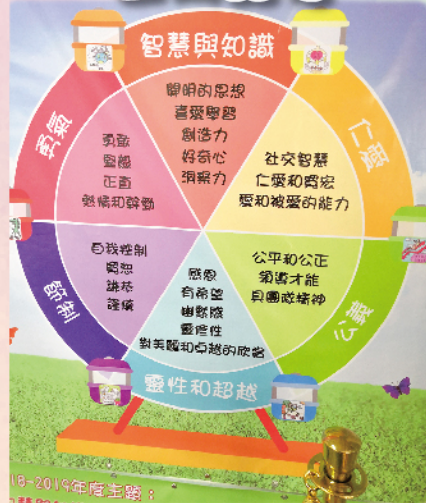 智慧與知識
開明的思想
喜愛學習
創造力
好奇心
洞察力
仁愛
社交智慧
仁愛和寬宏
愛和被愛的能力
公義
公平和公正
領導才能
具團隊精神
靈性和超越
感恩
有希望
幽默感
靈修性
對美麗和卓越的欣賞
節制
自我控制
寬恕
謙恭
謹慎
勇氣
勇敢
堅毅
正直
熱情和幹勁
18-2019年度主題：